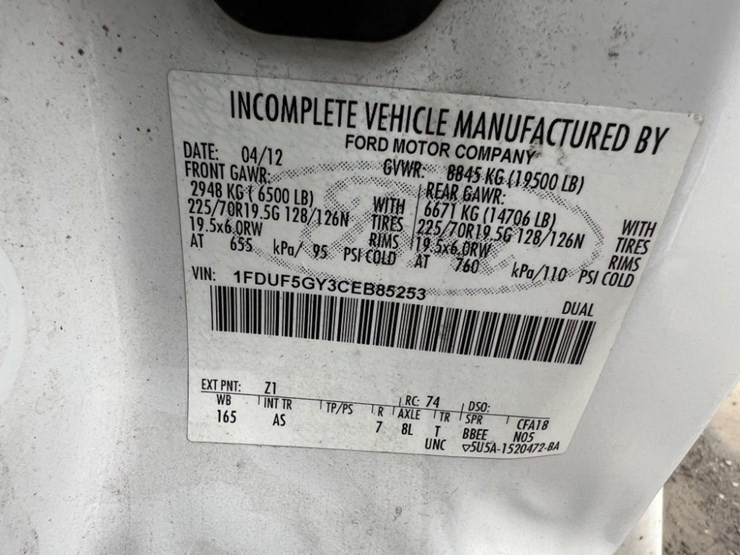 INCOMPLETE VEHICLE MANUFACTURED BY
FORD MOTOR COMPANY
DATE: 04/12 GVWR: 8845 KG (19500 LB)
FRONT GAWR: REAR GAWR:
2948 KG ( 6500 LB) WITH 6671 KG (14706 LB) WITH
225/70R19.5G 128/126N TIRES 225/70R19.5G 128/126N TIRES
19.5x6.0RW RIMS 19.5x6.0RW RIMS
AT 655 kPa/ 95 PSI COLD AT 760 kPa/110 PSI COLD
VIN: 1FDUF5GY3CEB85253 DUAL
EXT PNT: Z1 RC: 74 DSO:
WB INT TR TP/PS R AXLE TR SPR CFA18
165 AS 7 8L T BBEE N05
UNC ▽5U5A-1520472-BA